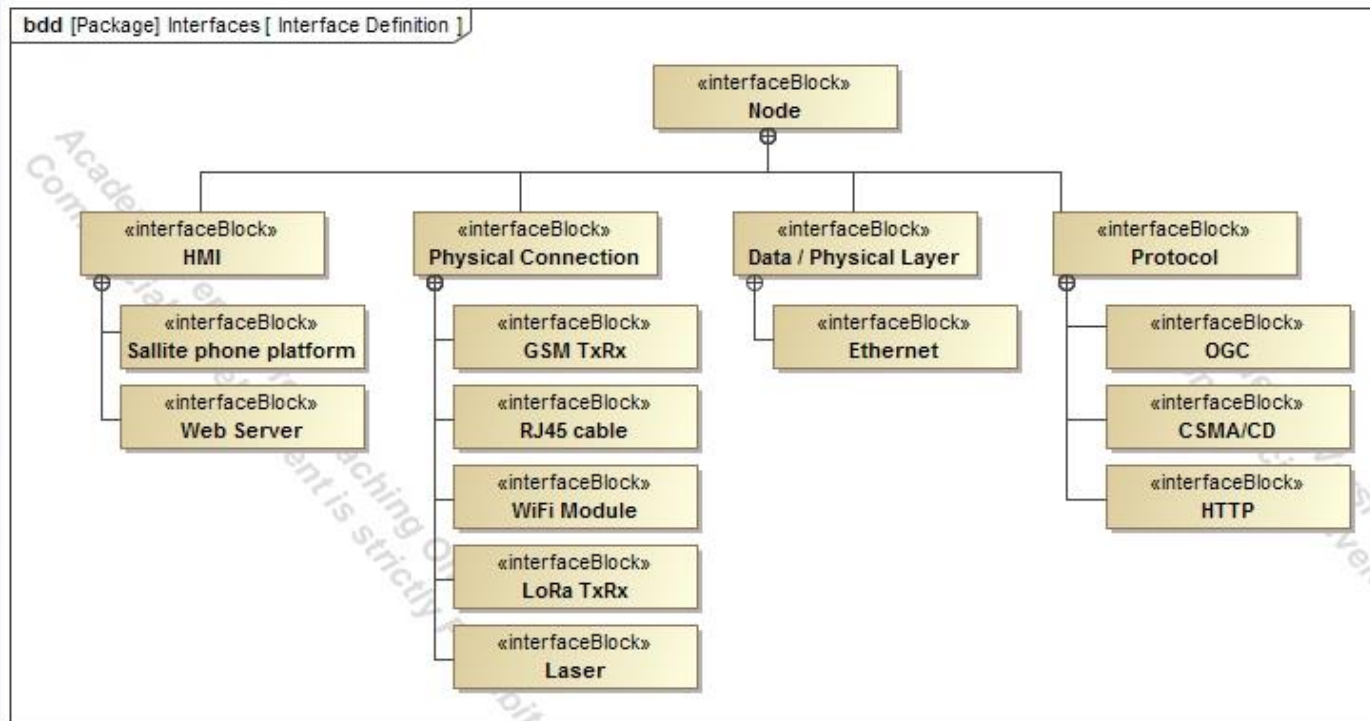 bdd [Package] Interfaces [ Interface Definition ]
«interfaceBlock»
Node
«interfaceBlock»
HMI
«interfaceBlock»
Physical Connection
«interfaceBlock»
Data / Physical Layer
«interfaceBlock»
Protocol
«interfaceBlock»
Sallite phone platform
«interfaceBlock»
Web Server
«interfaceBlock»
GSM TxRx
«interfaceBlock»
RJ45 cable
«interfaceBlock»
WiFi Module
«interfaceBlock»
LoRa TxRx
«interfaceBlock»
Laser
«interfaceBlock»
Ethernet
«interfaceBlock»
OGC
«interfaceBlock»
CSMA/CD
«interfaceBlock»
HTTP
is strictly